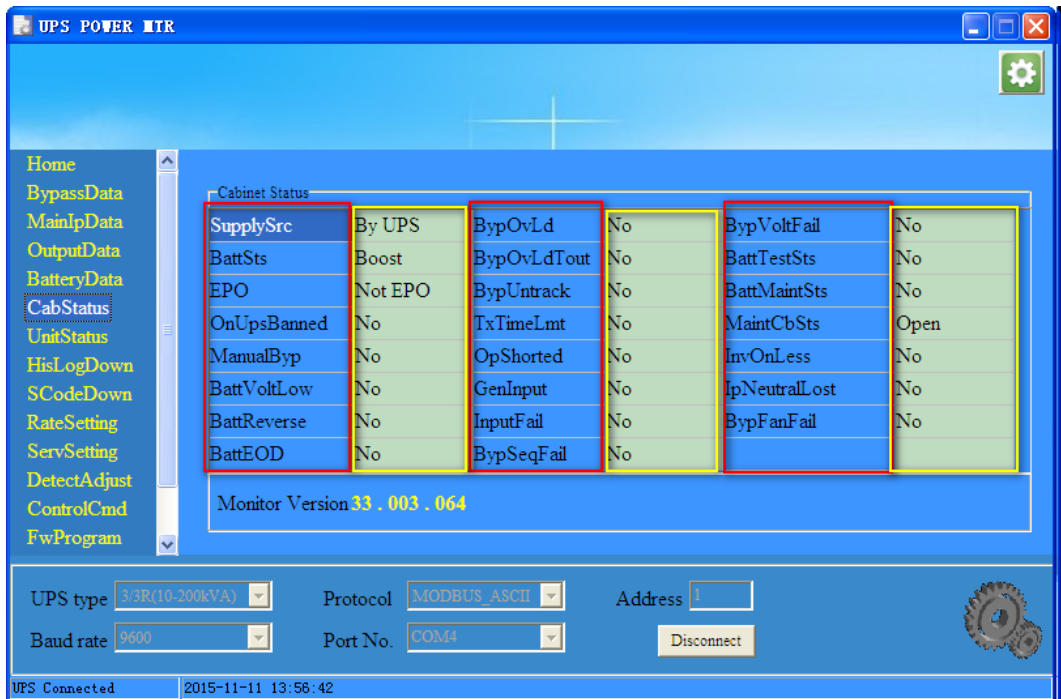 UPS POWER MTR
Home
BypassData
MainIpData
OutputData
BatteryData
CabStatus
UnitStatus
HisLogDown
SCodeDown
RateSetting
ServSetting
DetectAdjust
ControlCmd
FwProgram
Cabinet Status
SupplySrc By UPS BypOvLd No BypVoltFail No
BattSts Boost BypOvLdTout No BattTestSts No
EPO Not EPO BypUntrack No BattMaintSts No
OnUpsBanned No TxTimeLmt No MaintCbSts Open
ManualByp No OpShorted No InvOnLess No
BattVoltLow No GenInput No IpNeutralLost No
BattReverse No InputFail No BypFanFail No
BattEOD No BypSeqFail No
Monitor Version 33 . 003 . 064
UPS type 3/3R(10-200kVA) Protocol MODBUS_ASCII Address 1
Baud rate 9600 Port No. COM4 Disconnect
UPS Connected 2015-11-11 13:56:42